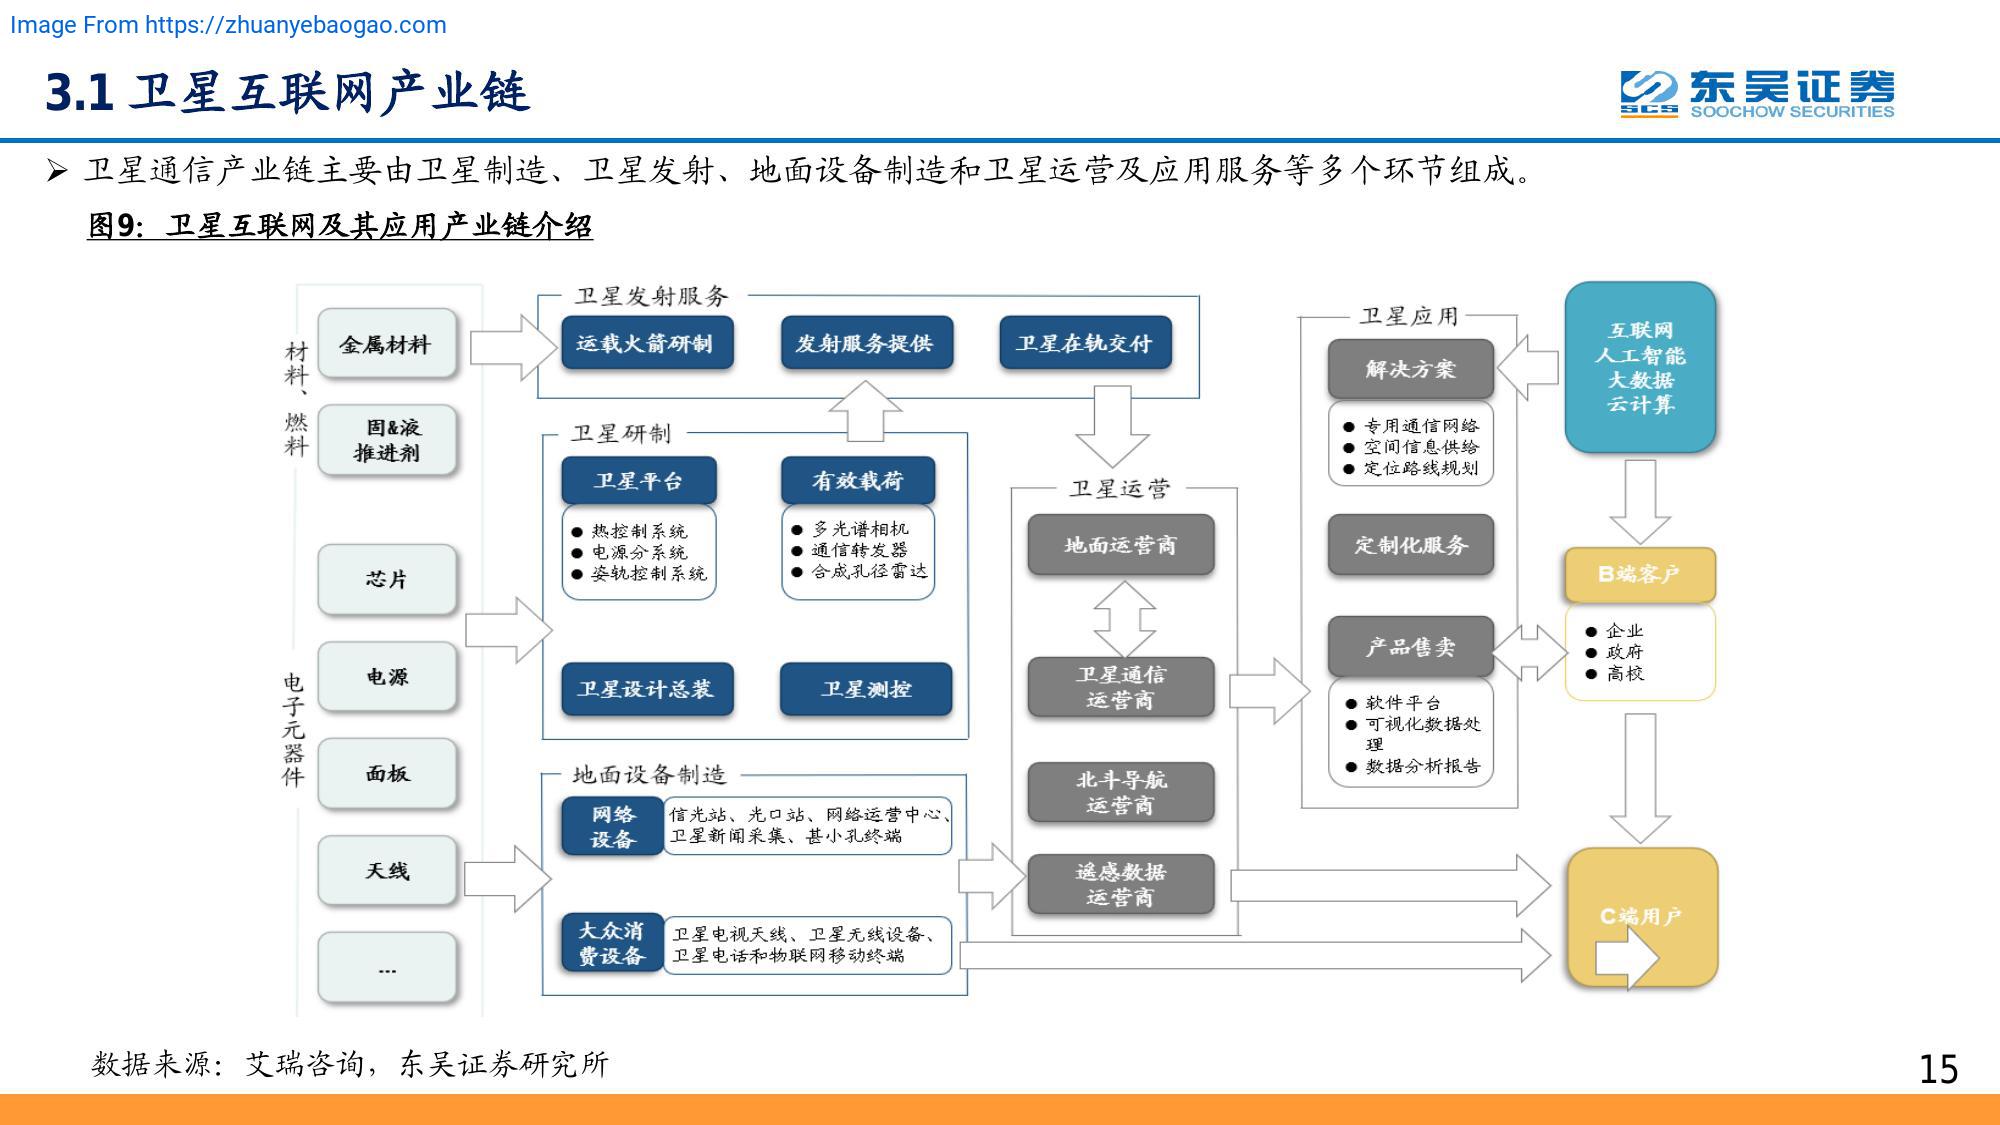 Image From https://zhuanyebaogao.com
3.1 卫星互联网产业链
东吴证券
SCS SOOCHOW SECURITIES
卫星通信产业链主要由卫星制造、卫星发射、地面设备制造和卫星运营及应用服务等多个环节组成。
图9：卫星互联网及其应用产业链介绍
材料、燃料
金属材料
固&液
推进剂
电子元器件
芯片
电源
面板
天线
...
卫星发射服务
运载火箭研制
发射服务提供
卫星在轨交付
卫星研制
卫星平台
热控制系统
电源分系统
姿轨控制系统
有效载荷
多光谱相机
通信转发器
合成孔径雷达
卫星设计总装
卫星测控
地面设备制造
网络
设备
信光站、光口站、网络运营中心、
卫星新闻采集、甚小孔终端
大众消
费设备
卫星电视天线、卫星无线设备、
卫星电话和物联网移动终端
卫星运营
地面运营商
卫星通信
运营商
北斗导航
运营商
遥感数据
运营商
卫星应用
解决方案
专用通信网络
空间信息供给
定位路线规划
定制化服务
产品售卖
软件平台
可视化数据处
理
数据分析报告
互联网
人工智能
大数据
云计算
B端客户
企业
政府
高校
C端用户
数据来源：艾瑞咨询，东吴证券研究所
15